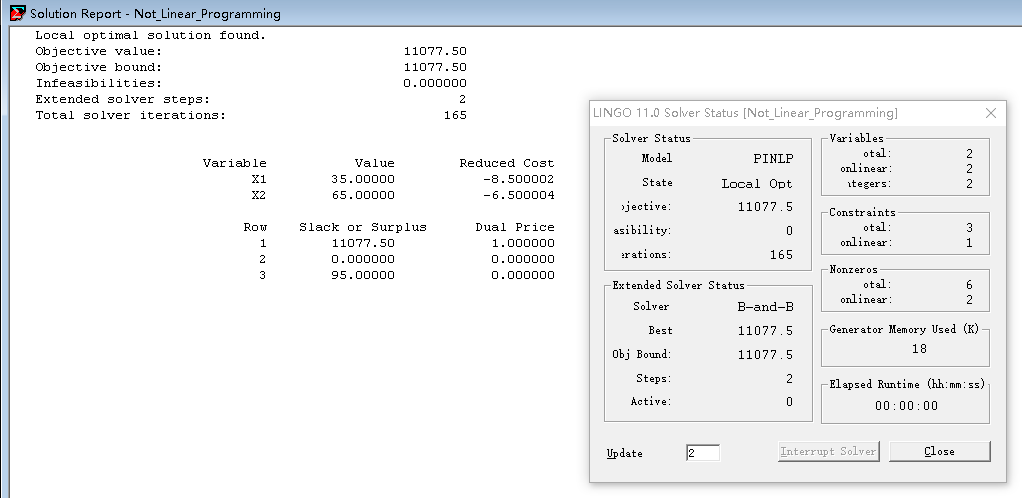 Solution Report - Not_Linear_Programming
Local optimal solution found.
Objective value: 11077.50
Objective bound: 11077.50
Infeasibilities: 0.000000
Extended solver steps: 2
Total solver iterations: 165
Variable Value Reduced Cost
X1 35.00000 -8.500002
X2 65.00000 -6.500004
Row Slack or Surplus Dual Price
1 11077.50 1.000000
2 0.000000 0.000000
3 95.00000 0.000000
LINGO 11.0 Solver Status [Not_Linear_Programming]
Solver Status
Model PINLP
State Local Opt
jective: 11077.5
asibility: 0
erations: 165
Extended Solver Status
Solver B-and-B
Best 11077.5
Obj Bound: 11077.5
Steps: 2
Active: 0
Variables
otal: 2
onlinear: 2
ntegers: 2
Constraints
otal: 3
onlinear: 1
Nonzeros
otal: 6
onlinear: 2
Generator Memory Used (K)
18
Elapsed Runtime (hh:mm:ss)
00:00:00
Update 2
Interrupt Solver
Close